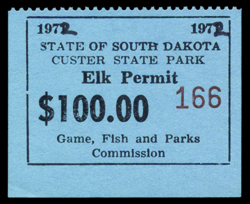 1972 1972
STATE OF SOUTH DAKOTA
CUSTER STATE PARK
Elk Permit
$100.00 166
Game, Fish and Parks
Commission